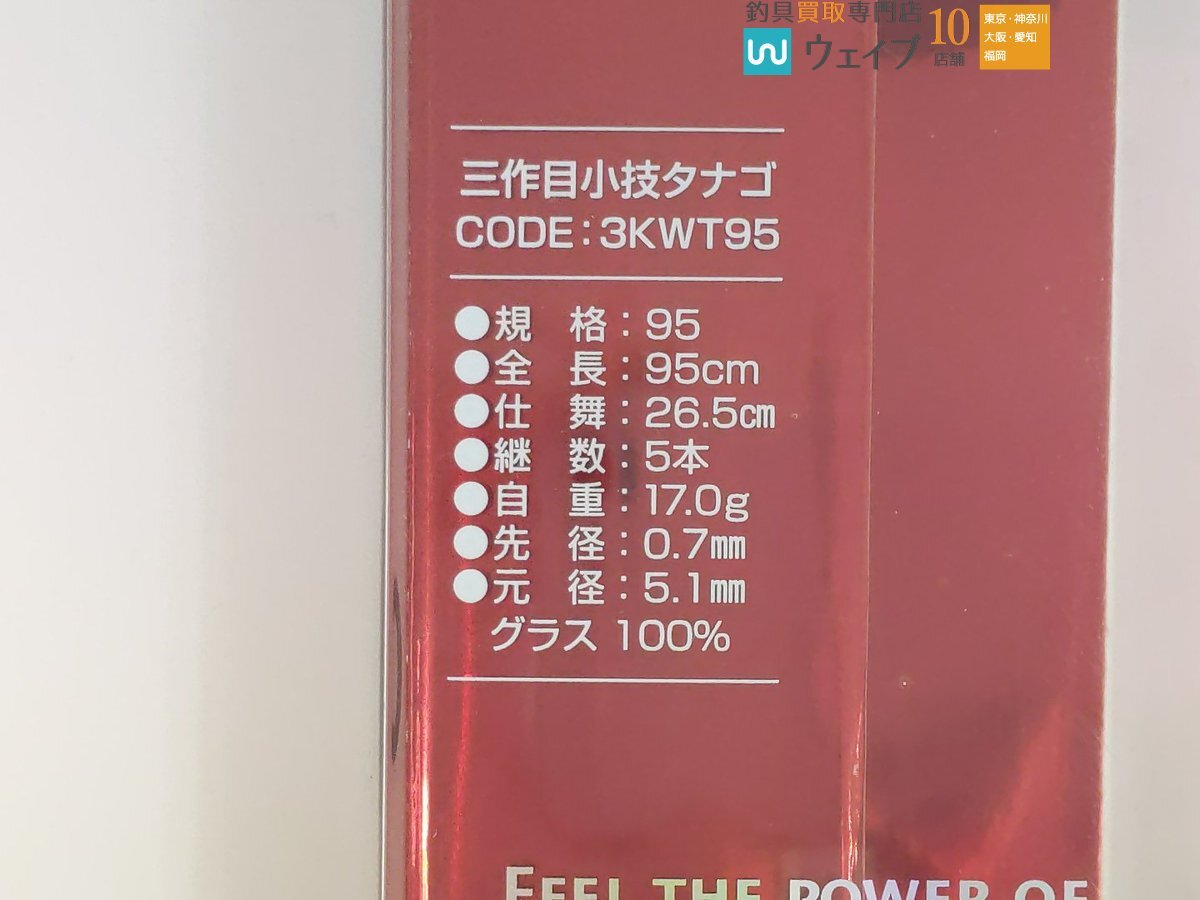 釣具買取専門店
ウェイブ
10
店舗
東京・神奈川
大阪・愛知
福岡
三作目小技タナゴ
CODE：3KWT95
●規　格：95
●全　長：95cm
●仕　舞：26.5㎝
●継　数：5本
●自　重：17.0g
●先　径：0.7㎜
●元　径：5.1㎜
グラス 100%
FEEL THE POWER OF